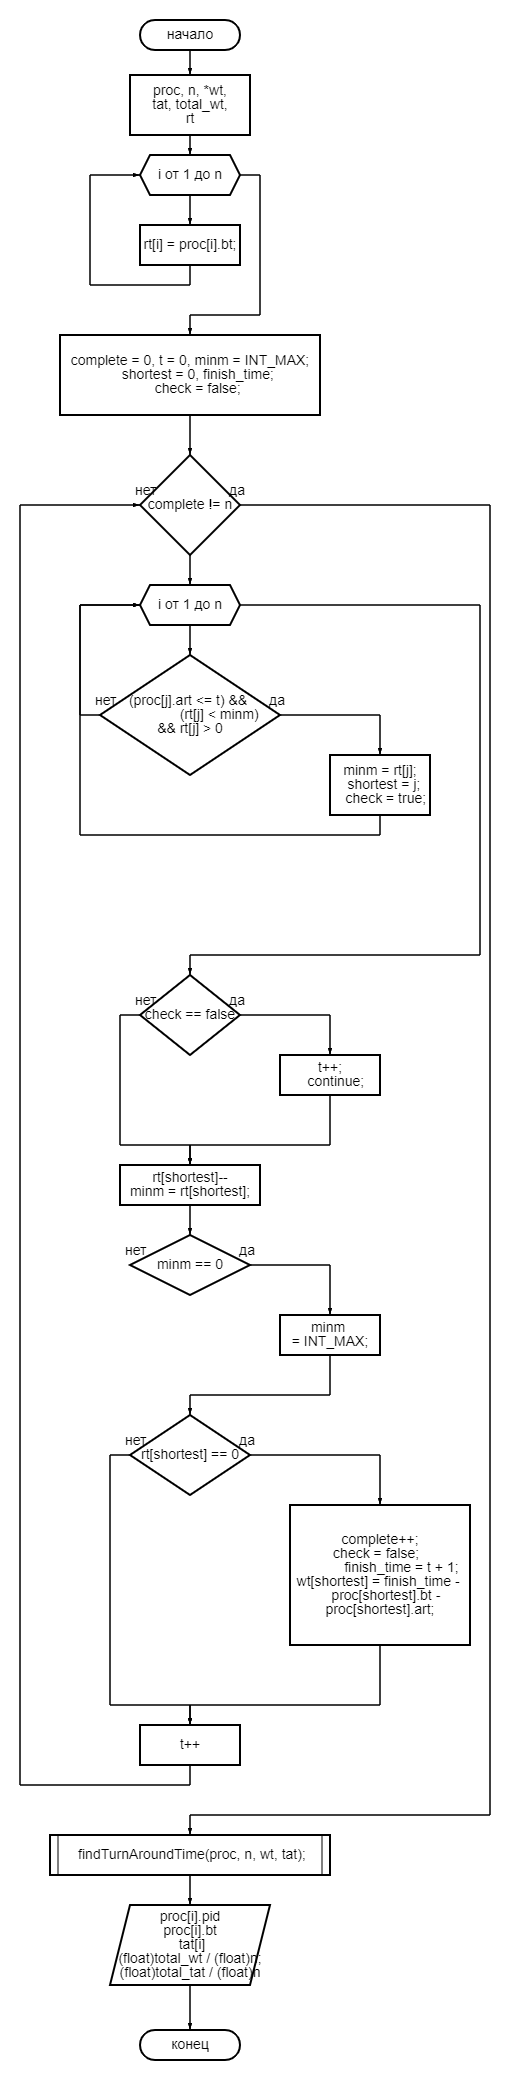 начало
proc, n, *wt,
tat, total_wt,
rt
i от 1 до n
rt[i] = proc[i].bt;
complete = 0, t = 0, minm = INT_MAX;
shortest = 0, finish_time;
check = false;
нет
да
complete != n
i от 1 до n
нет
да
(proc[j].art <= t) &&
(rt[j] < minm)
&& rt[j] > 0
minm = rt[j];
shortest = j;
check = true;
нет
да
check == false
t++;
continue;
rt[shortest]--
minm = rt[shortest];
нет
да
minm == 0
minm
= INT_MAX;
нет
да
rt[shortest] == 0
complete++;
check = false;
finish_time = t + 1;
wt[shortest] = finish_time -
proc[shortest].bt -
proc[shortest].art;
t++
findTurnAroundTime(proc, n, wt, tat);
proc[i].pid
proc[i].bt
tat[i]
(float)total_wt / (float)n;
(float)total_tat / (float)n
конец